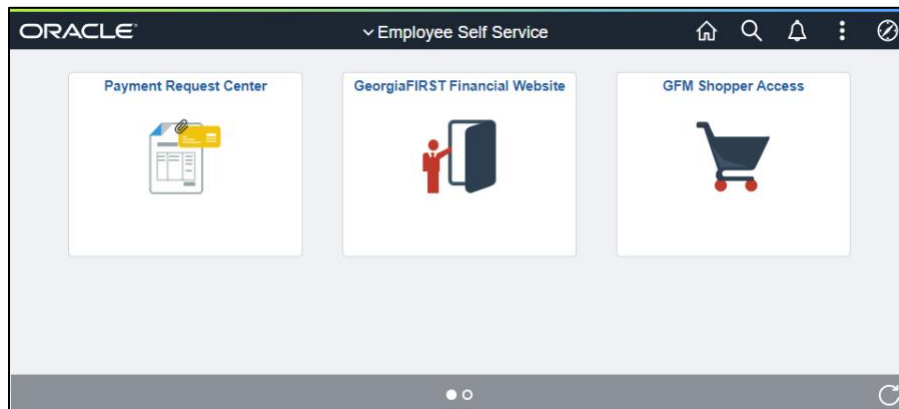 ORACLE
Employee Self Service
Payment Request Center
GeorgiaFIRST Financial Website
GFM Shopper Access